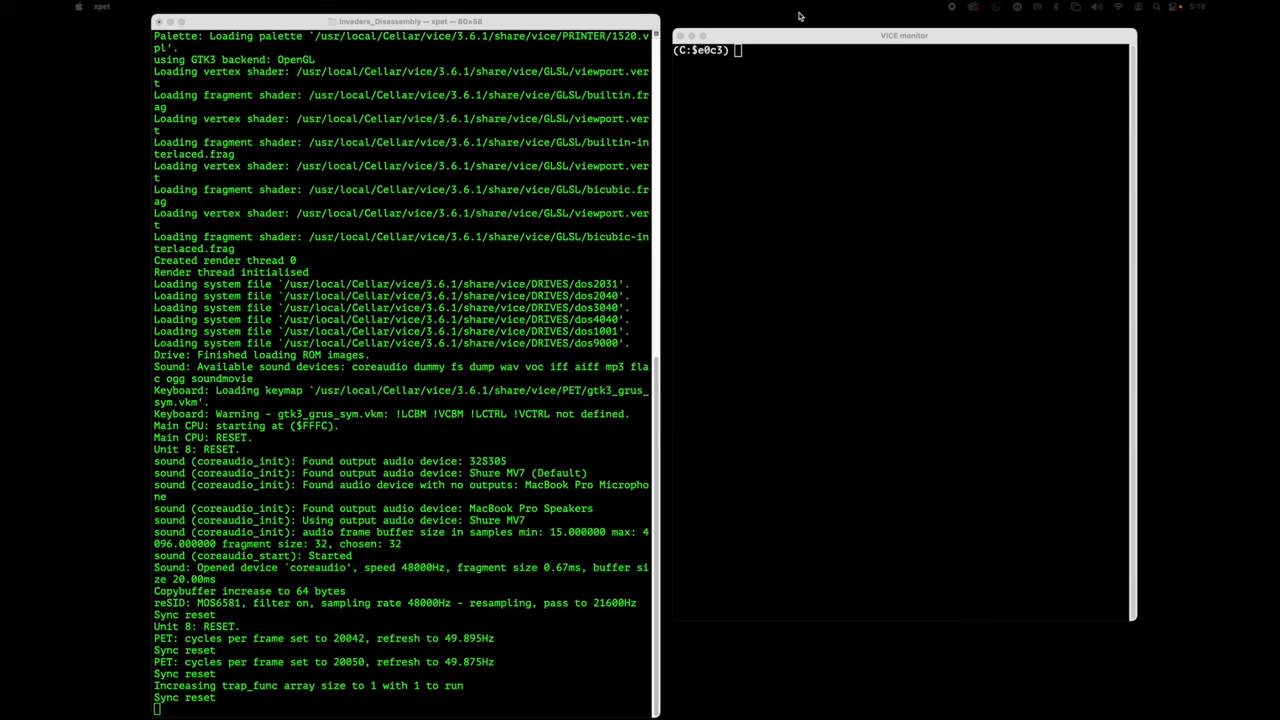 xpet
5:18
Invaders_Disassembly — xpet — 80×58
Palette: Loading palette `/usr/local/Cellar/vice/3.6.1/share/vice/PRINTER/1520.v
pl'.
using GTK3 backend: OpenGL
Loading vertex shader: /usr/local/Cellar/vice/3.6.1/share/vice/GLSL/viewport.ver
t
Loading fragment shader: /usr/local/Cellar/vice/3.6.1/share/vice/GLSL/builtin.fr
ag
Loading vertex shader: /usr/local/Cellar/vice/3.6.1/share/vice/GLSL/viewport.ver
t
Loading fragment shader: /usr/local/Cellar/vice/3.6.1/share/vice/GLSL/builtin-in
terlaced.frag
Loading vertex shader: /usr/local/Cellar/vice/3.6.1/share/vice/GLSL/viewport.ver
t
Loading fragment shader: /usr/local/Cellar/vice/3.6.1/share/vice/GLSL/bicubic.fr
ag
Loading vertex shader: /usr/local/Cellar/vice/3.6.1/share/vice/GLSL/viewport.ver
t
Loading fragment shader: /usr/local/Cellar/vice/3.6.1/share/vice/GLSL/bicubic-in
terlaced.frag
Created render thread 0
Render thread initialised
Loading system file `/usr/local/Cellar/vice/3.6.1/share/vice/DRIVES/dos2031'.
Loading system file `/usr/local/Cellar/vice/3.6.1/share/vice/DRIVES/dos2040'.
Loading system file `/usr/local/Cellar/vice/3.6.1/share/vice/DRIVES/dos3040'.
Loading system file `/usr/local/Cellar/vice/3.6.1/share/vice/DRIVES/dos4040'.
Loading system file `/usr/local/Cellar/vice/3.6.1/share/vice/DRIVES/dos1001'.
Loading system file `/usr/local/Cellar/vice/3.6.1/share/vice/DRIVES/dos9000'.
Drive: Finished loading ROM images.
Sound: Available sound devices: coreaudio dummy fs dump wav voc iff aiff mp3 fla
c ogg soundmovie
Keyboard: Loading keymap `/usr/local/Cellar/vice/3.6.1/share/vice/PET/gtk3_grus_
sym.vkm'.
Keyboard: Warning - gtk3_grus_sym.vkm: !LCBM !VCBM !LCTRL !VCTRL not defined.
Main CPU: starting at ($FFFC).
Main CPU: RESET.
Unit 8: RESET.
sound (coreaudio_init): Found output audio device: 32S305
sound (coreaudio_init): Found output audio device: Shure MV7 (Default)
sound (coreaudio_init): Found audio device with no outputs: MacBook Pro Micropho
ne
sound (coreaudio_init): Found output audio device: MacBook Pro Speakers
sound (coreaudio_init): Using output audio device: Shure MV7
sound (coreaudio_init): audio frame buffer size in samples min: 15.000000 max: 4
096.000000 fragment size: 32, chosen: 32
sound (coreaudio_start): Started
Sound: Opened device `coreaudio', speed 48000Hz, fragment size 0.67ms, buffer si
ze 20.00ms
Copybuffer increase to 64 bytes
reSID: MOS6581, filter on, sampling rate 48000Hz - resampling, pass to 21600Hz
Sync reset
Unit 8: RESET.
PET: cycles per frame set to 20042, refresh to 49.895Hz
Sync reset
PET: cycles per frame set to 20050, refresh to 49.875Hz
Sync reset
Increasing trap_func array size to 1 with 1 to run
Sync reset
VICE monitor
(C:$e0c3)